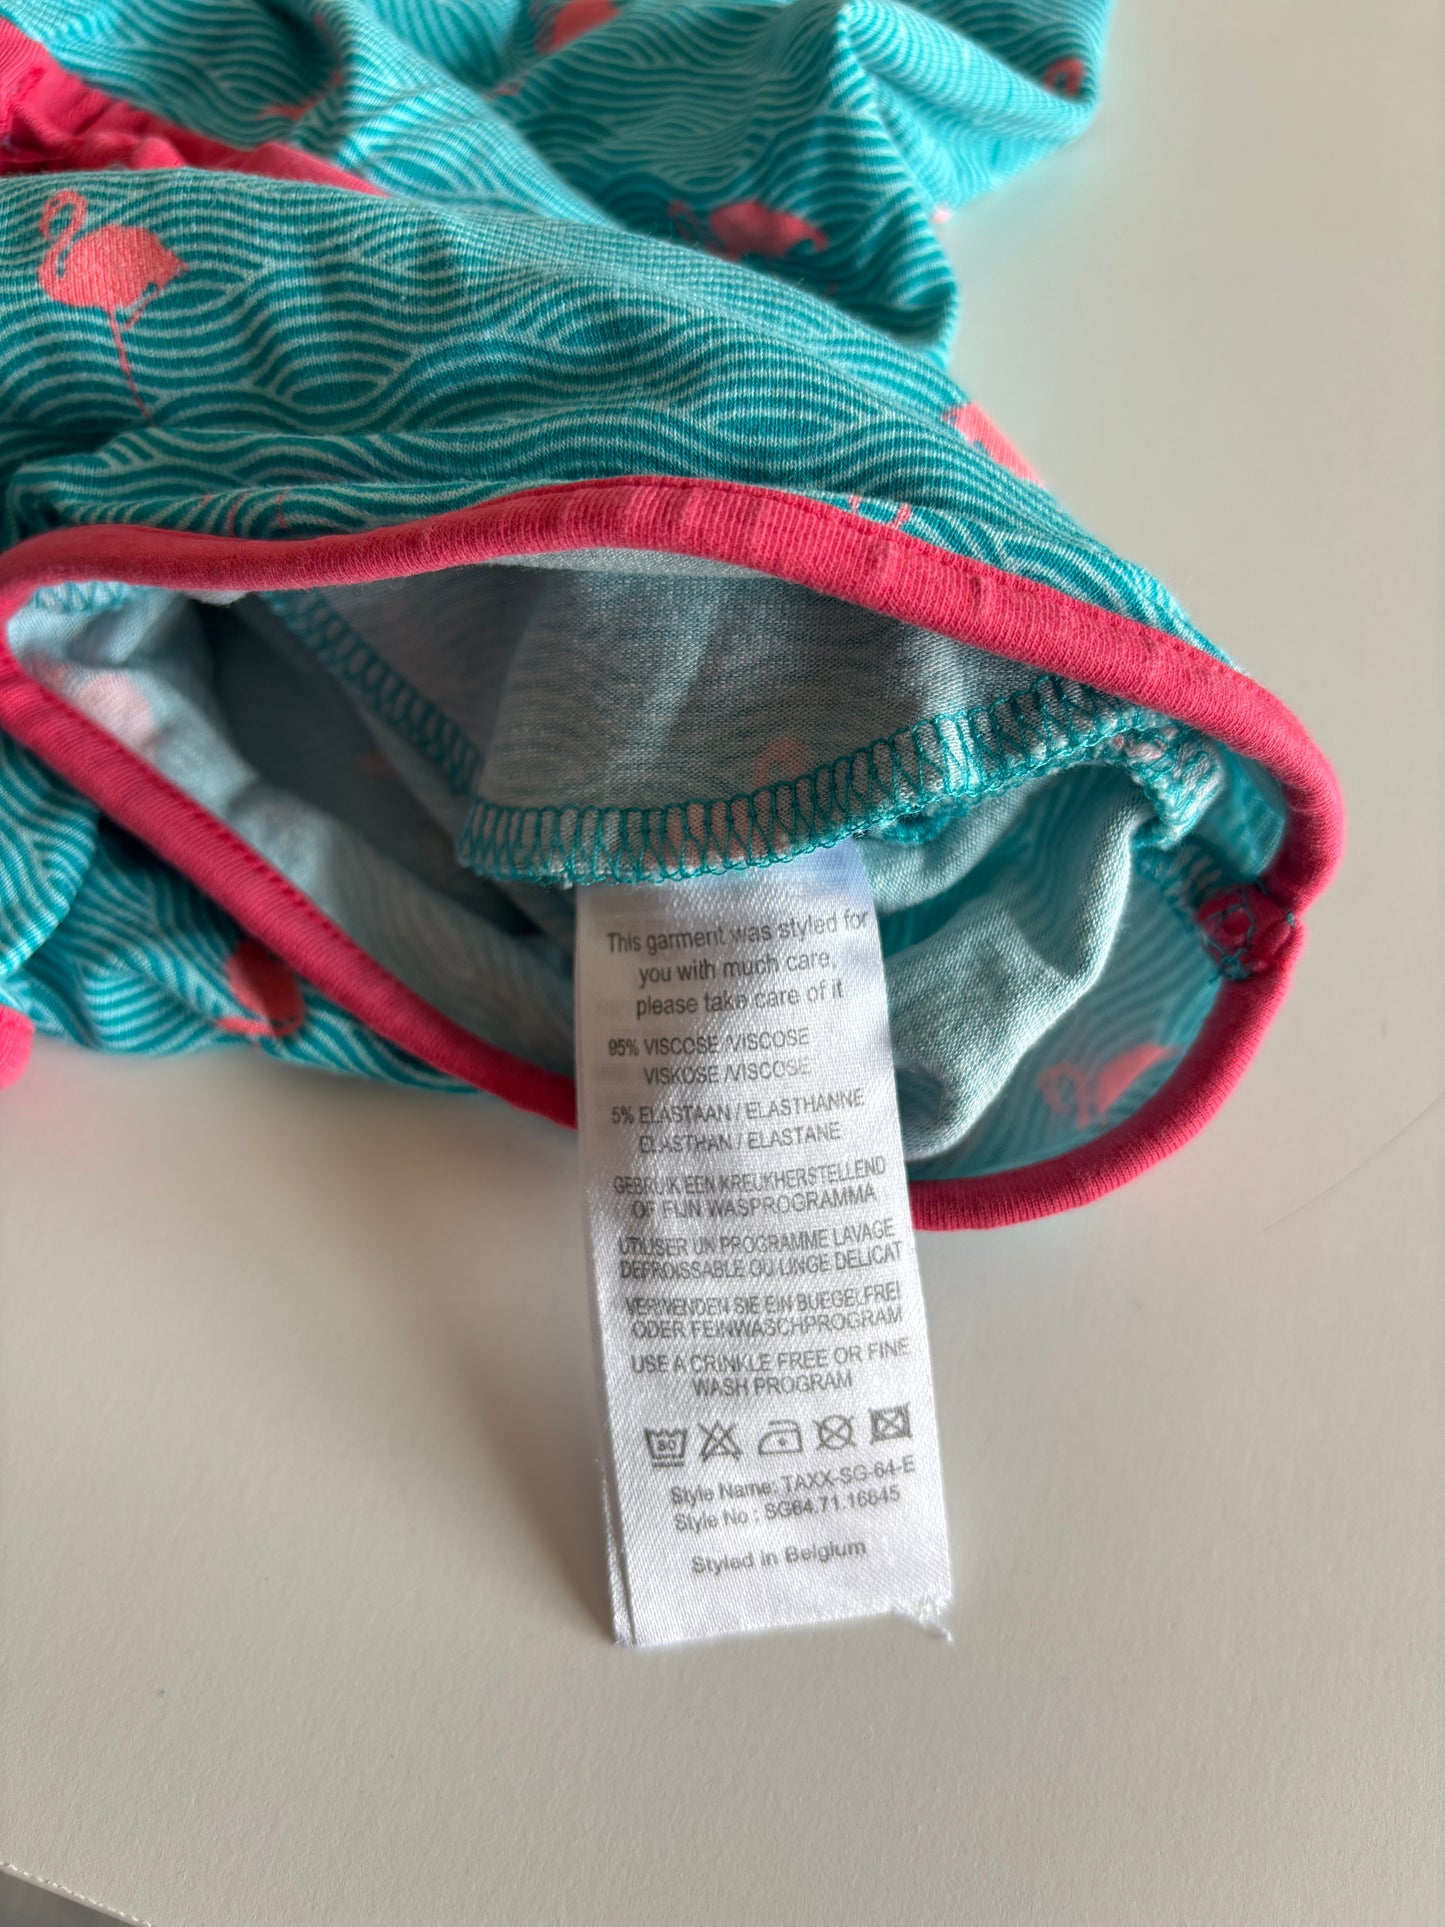 This garment was styled for
you with much care,
please take care of it
95% VISCOSE /VISCOSE
VISKOSE /VISCOSE
5% ELASTAAN / ELASTHANNE
ELASTHAN / ELASTANE
GEBRUIK EEN KREUKHERSTELLEND
OF FIJN WASPROGRAMMA
UTILISER UN PROGRAMME LAVAGE
DEFROISSABLE OU LINGE DELICAT
VERWENDEN SIE EIN BUEGELFREI
ODER FEINWASCHPROGRAM
USE A CRINKLE FREE OR FINE
WASH PROGRAM
30
Style Name: TAXX-SG-64-E
Style No : SG64.71.16845
Styled in Belgium